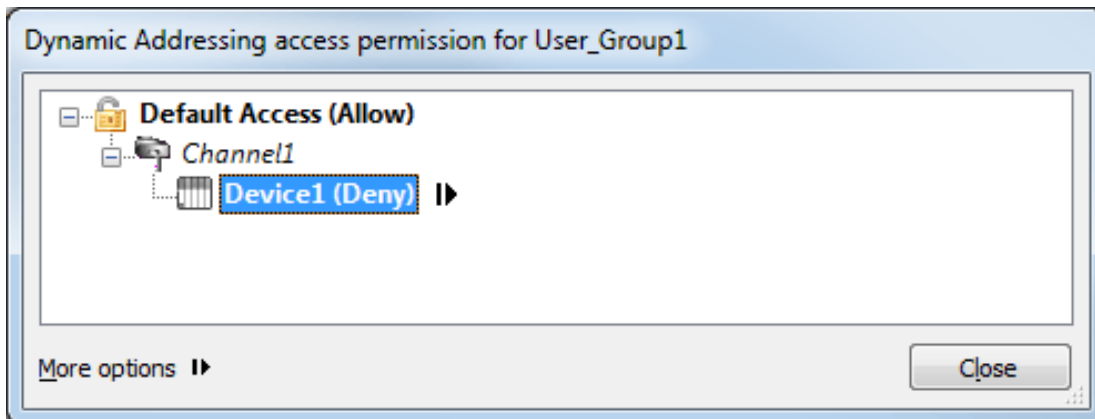 Dynamic Addressing access permission for User_Group1
Default Access (Allow)
Channel1
Device1 (Deny)
More options
Close